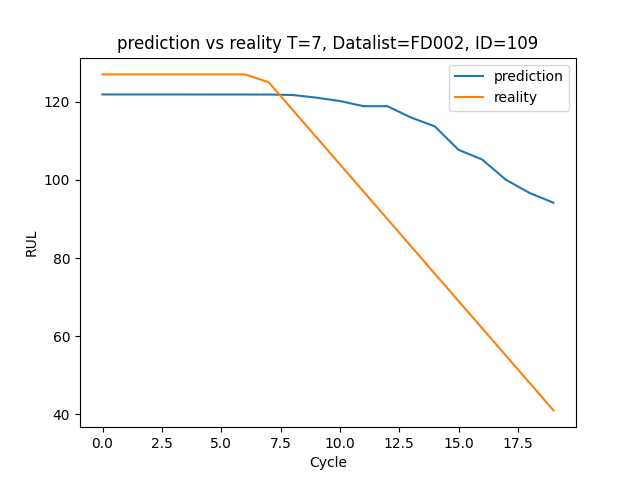 prediction vs reality T=7, Datalist=FD002, ID=109
prediction
reality
RUL
120
100
80
60
40
0.0 2.5 5.0 7.5 10.0 12.5 15.0 17.5
Cycle